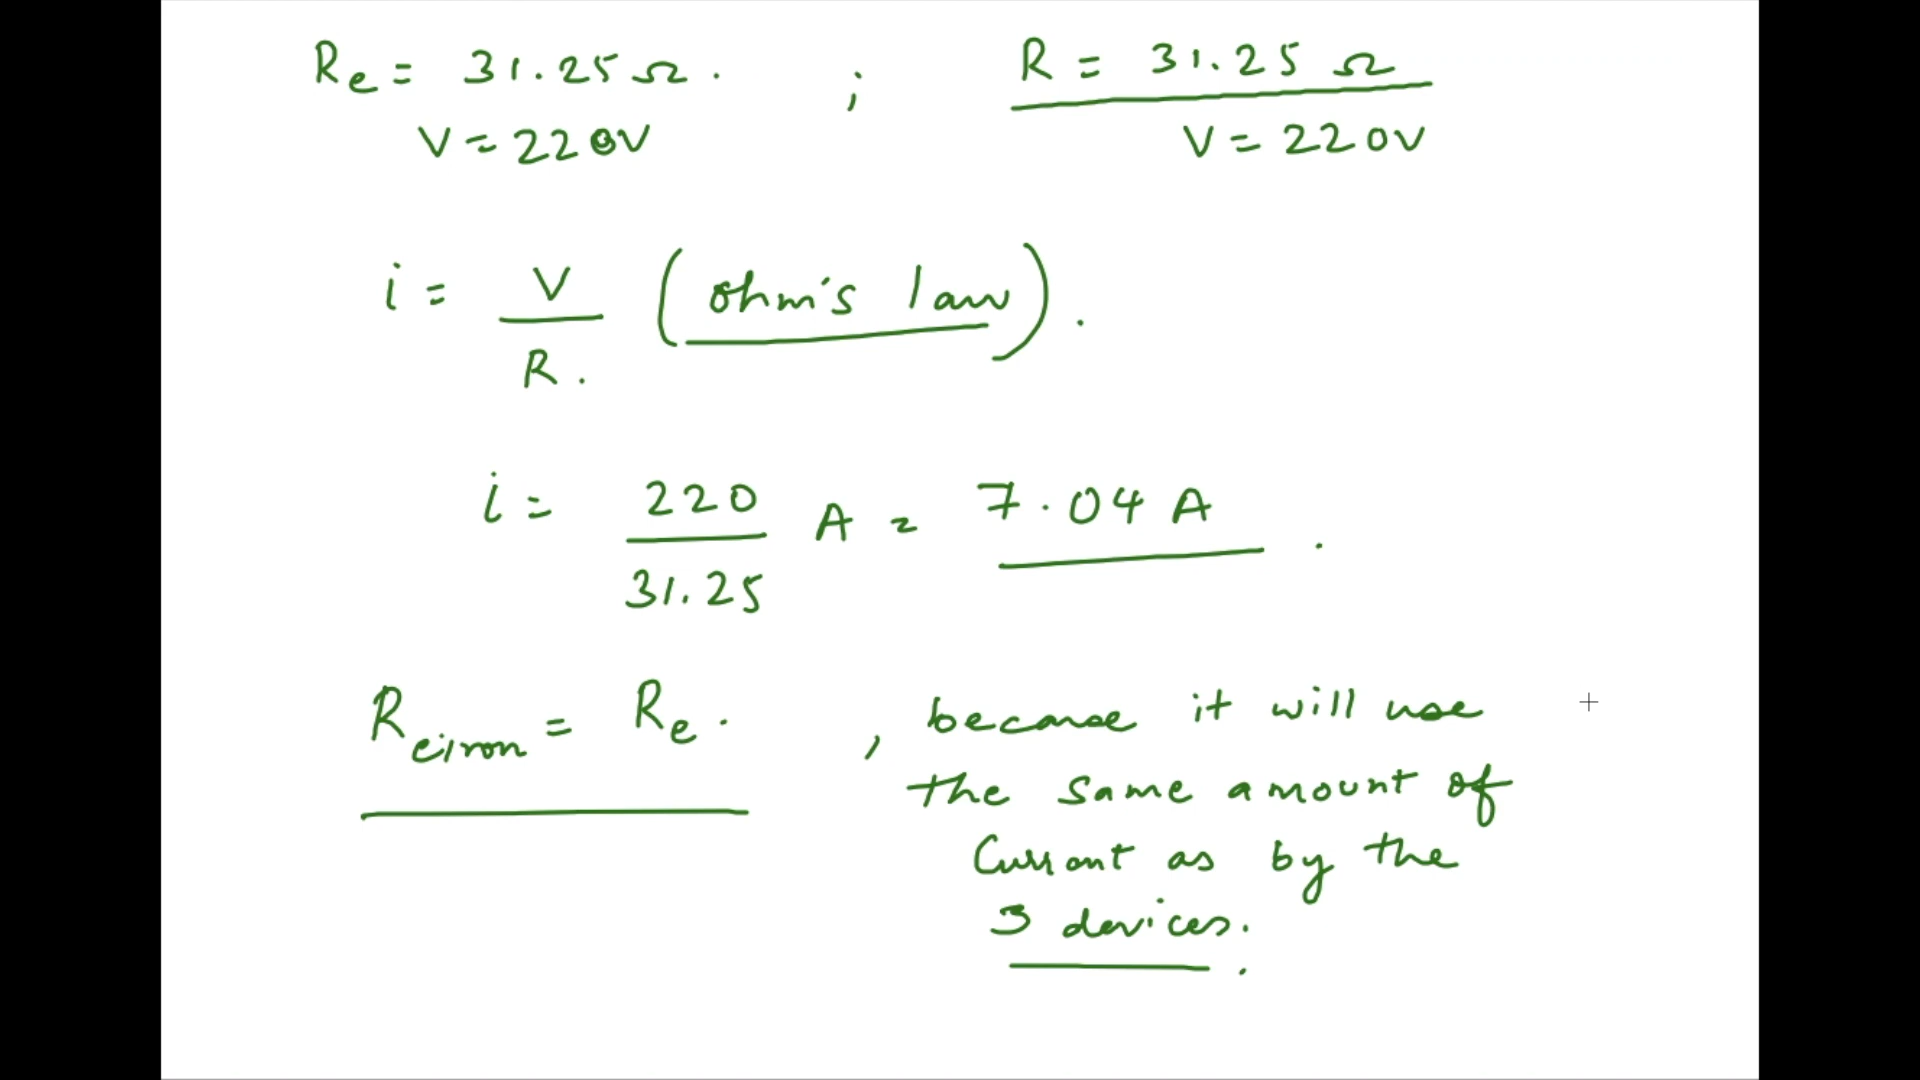 Re = 31.25 Ω . ; R = 31.25 Ω
V = 220V V = 220V
i = V/R . (ohm's law) .
i = 220/31.25 A = 7.04 A .
Reiron = Re . , because it will use
the same amount of
Current as by the
3 devices. .